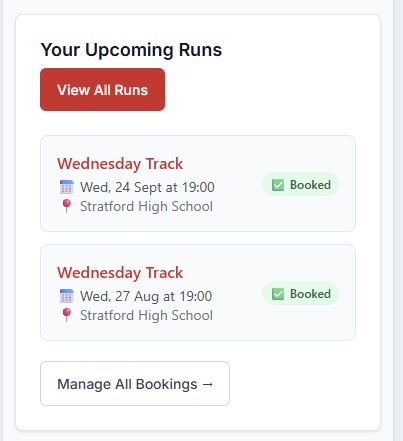 Your Upcoming Runs
View All Runs
Wednesday Track
📅 Wed, 24 Sept at 19:00
✅ Booked
📍 Stratford High School
Wednesday Track
📅 Wed, 27 Aug at 19:00
✅ Booked
📍 Stratford High School
Manage All Bookings →